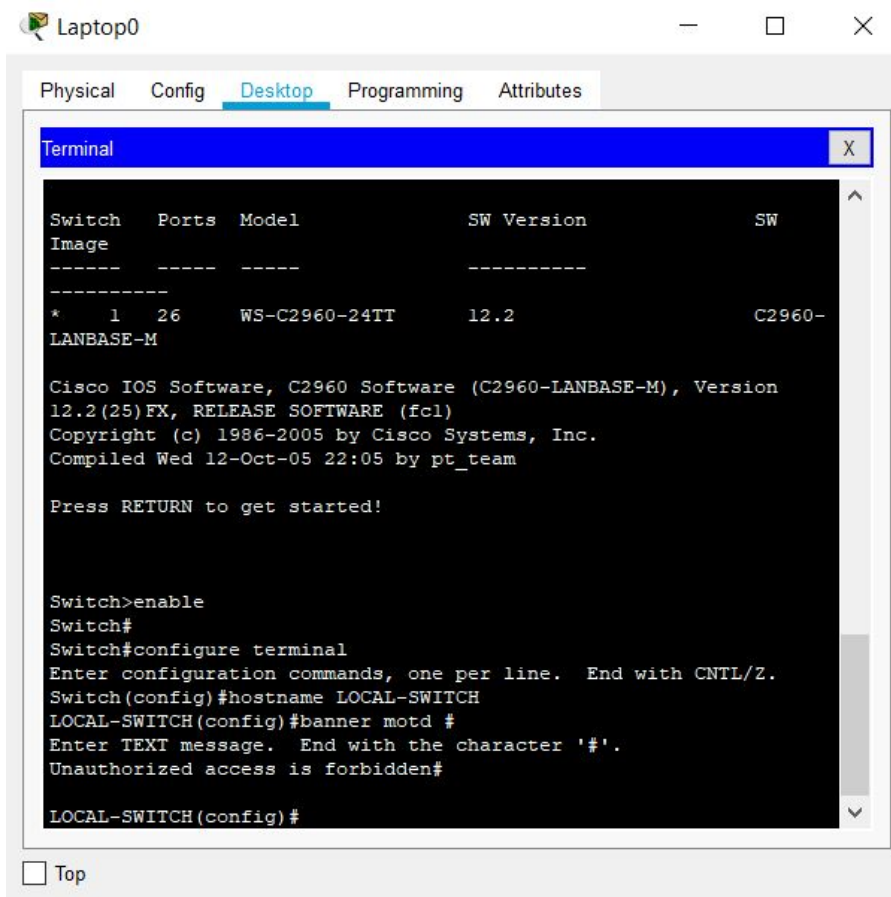 Laptop0
Physical Config Desktop Programming Attributes
Terminal X
Switch Ports Model SW Version SW
Image
------ ----- ----- ----------
----------
* 1 26 WS-C2960-24TT 12.2 C2960-
LANBASE-M
Cisco IOS Software, C2960 Software (C2960-LANBASE-M), Version
12.2(25)FX, RELEASE SOFTWARE (fc1)
Copyright (c) 1986-2005 by Cisco Systems, Inc.
Compiled Wed 12-Oct-05 22:05 by pt_team
Press RETURN to get started!
Switch>enable
Switch#
Switch#configure terminal
Enter configuration commands, one per line. End with CNTL/Z.
Switch(config)#hostname LOCAL-SWITCH
LOCAL-SWITCH(config)#banner motd #
Enter TEXT message. End with the character '#'.
Unauthorized access is forbidden#
LOCAL-SWITCH(config)#
Top